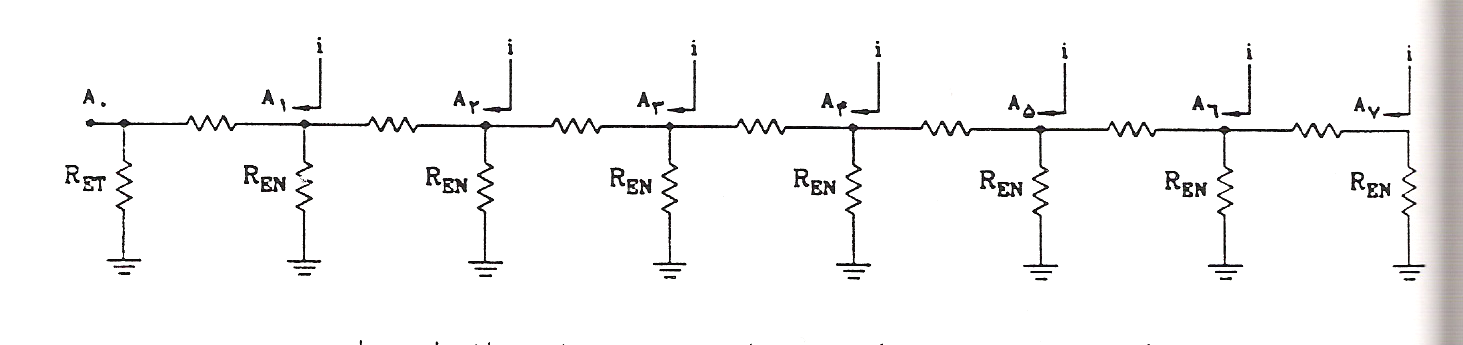 i i i i i i i
A۰ A۱ A۲ A۳ A۴ A۵ A۶ A۷
R_ET R_EN R_EN R_EN R_EN R_EN R_EN R_EN